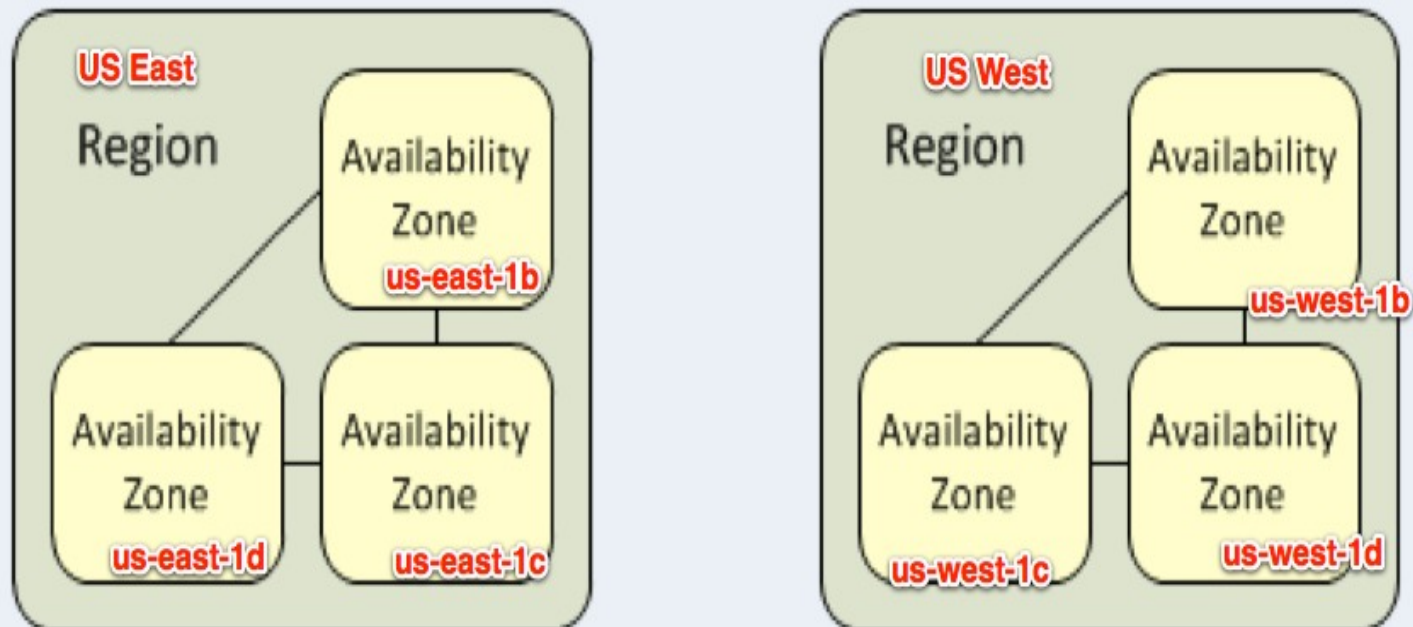 US East
Region
Availability
Zone
us-east-1b
Availability
Zone
us-east-1d
Availability
Zone
us-east-1c
US West
Region
Availability
Zone
us-west-1b
Availability
Zone
us-west-1c
Availability
Zone
us-west-1d